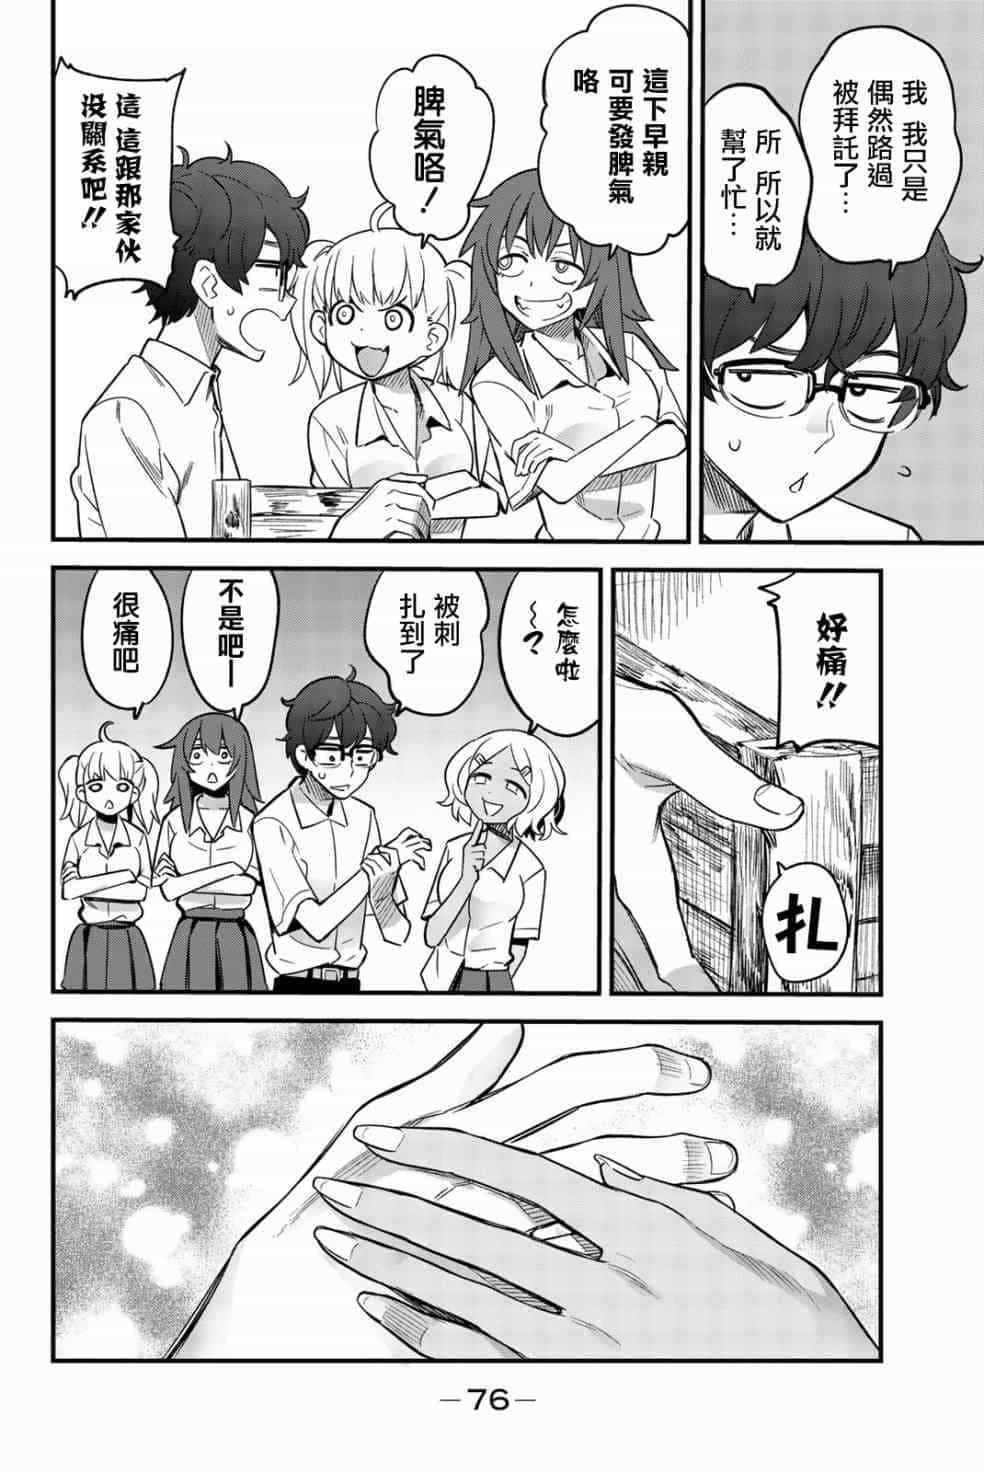 我 我只是
偶然路過
被拜託了…
所 所以就
幫了忙…
這下早親
可要發脾氣
咯
脾氣咯！
這 這跟那家伙
没關系吧!!
好痛!!
扎
怎麼啦
～?
被刺
扎到了
不是吧ー
很痛吧
—76—